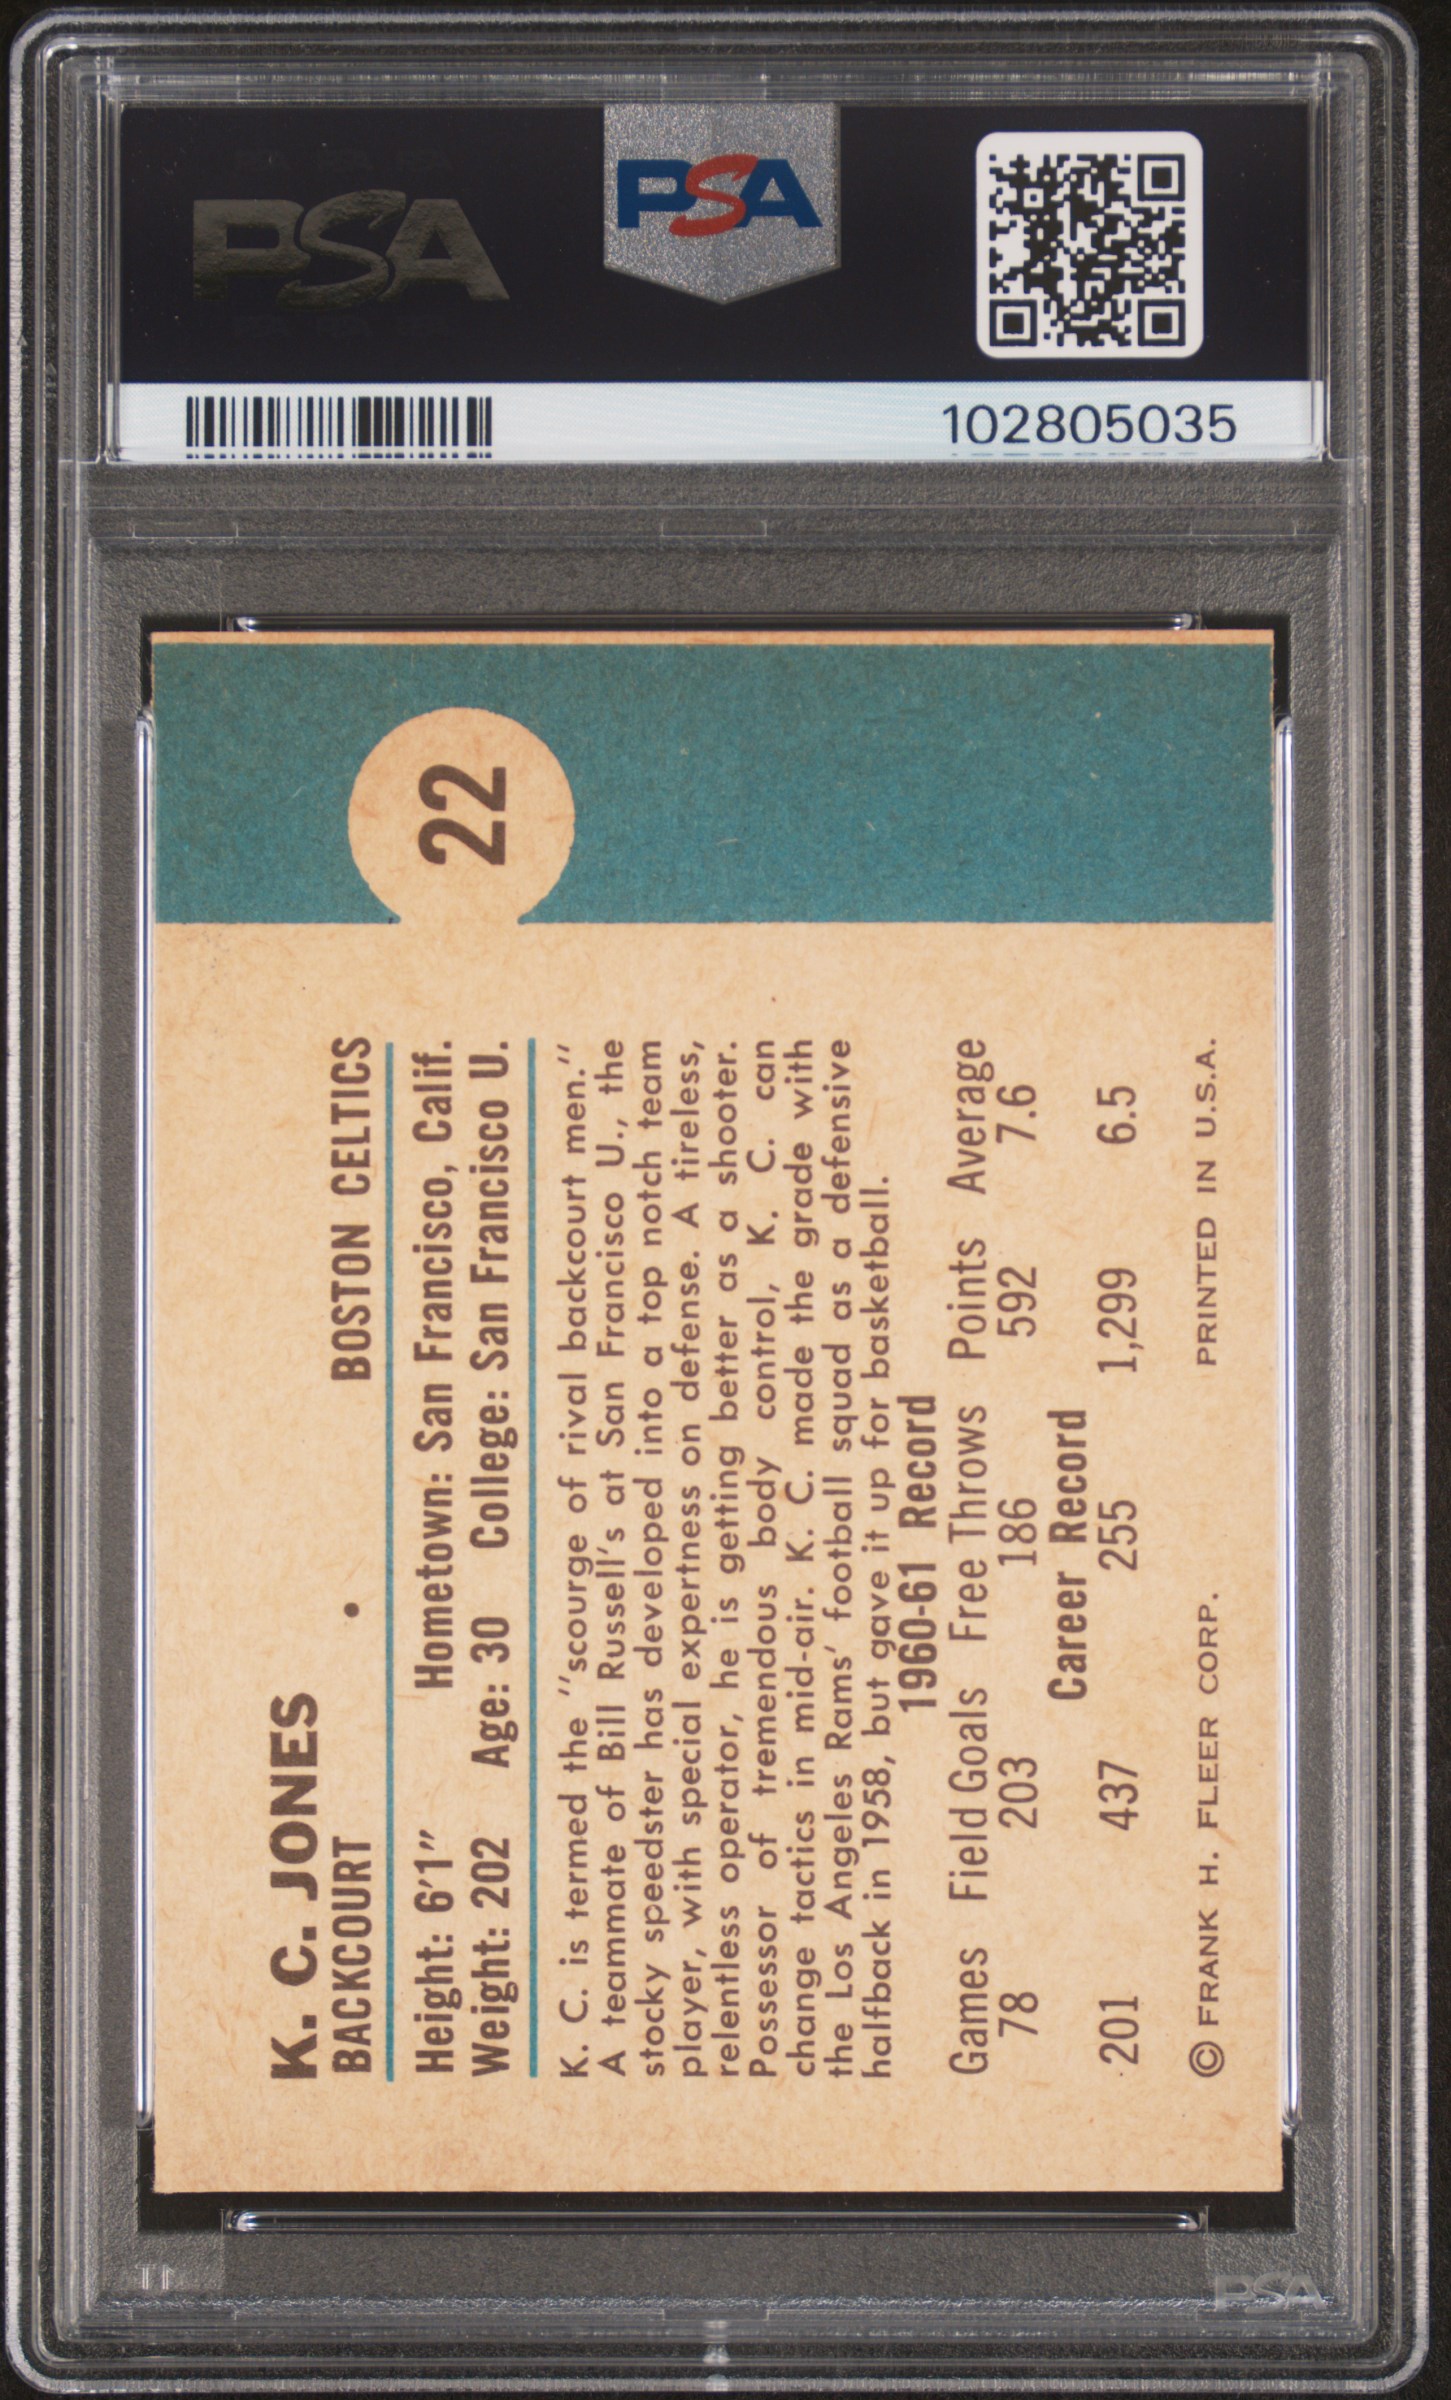 PSA
PSA
102805035
22
K. C. JONES
BACKCOURT BOSTON CELTICS
Height: 6'1" Hometown: San Francisco, Calif.
Weight: 202 Age: 30 College: San Francisco U.
K. C. is termed the "scourge of rival backcourt men."
A teammate of Bill Russell's at San Francisco U., the
stocky speedster has developed into a top notch team
player, with special expertness on defense. A tireless,
relentless operator, he is getting better as a shooter.
Possessor of tremendous body control, K. C. can
change tactics in mid-air. K. C. made the grade with
the Los Angeles Rams' football squad as a defensive
halfback in 1958, but gave it up for basketball.
1960-61 Record
Games Field Goals Free Throws Points Average
78 203 186 592 7.6
Career Record
201 437 255 1,299 6.5
© FRANK H. FLEER CORP. PRINTED IN U.S.A.
PSA